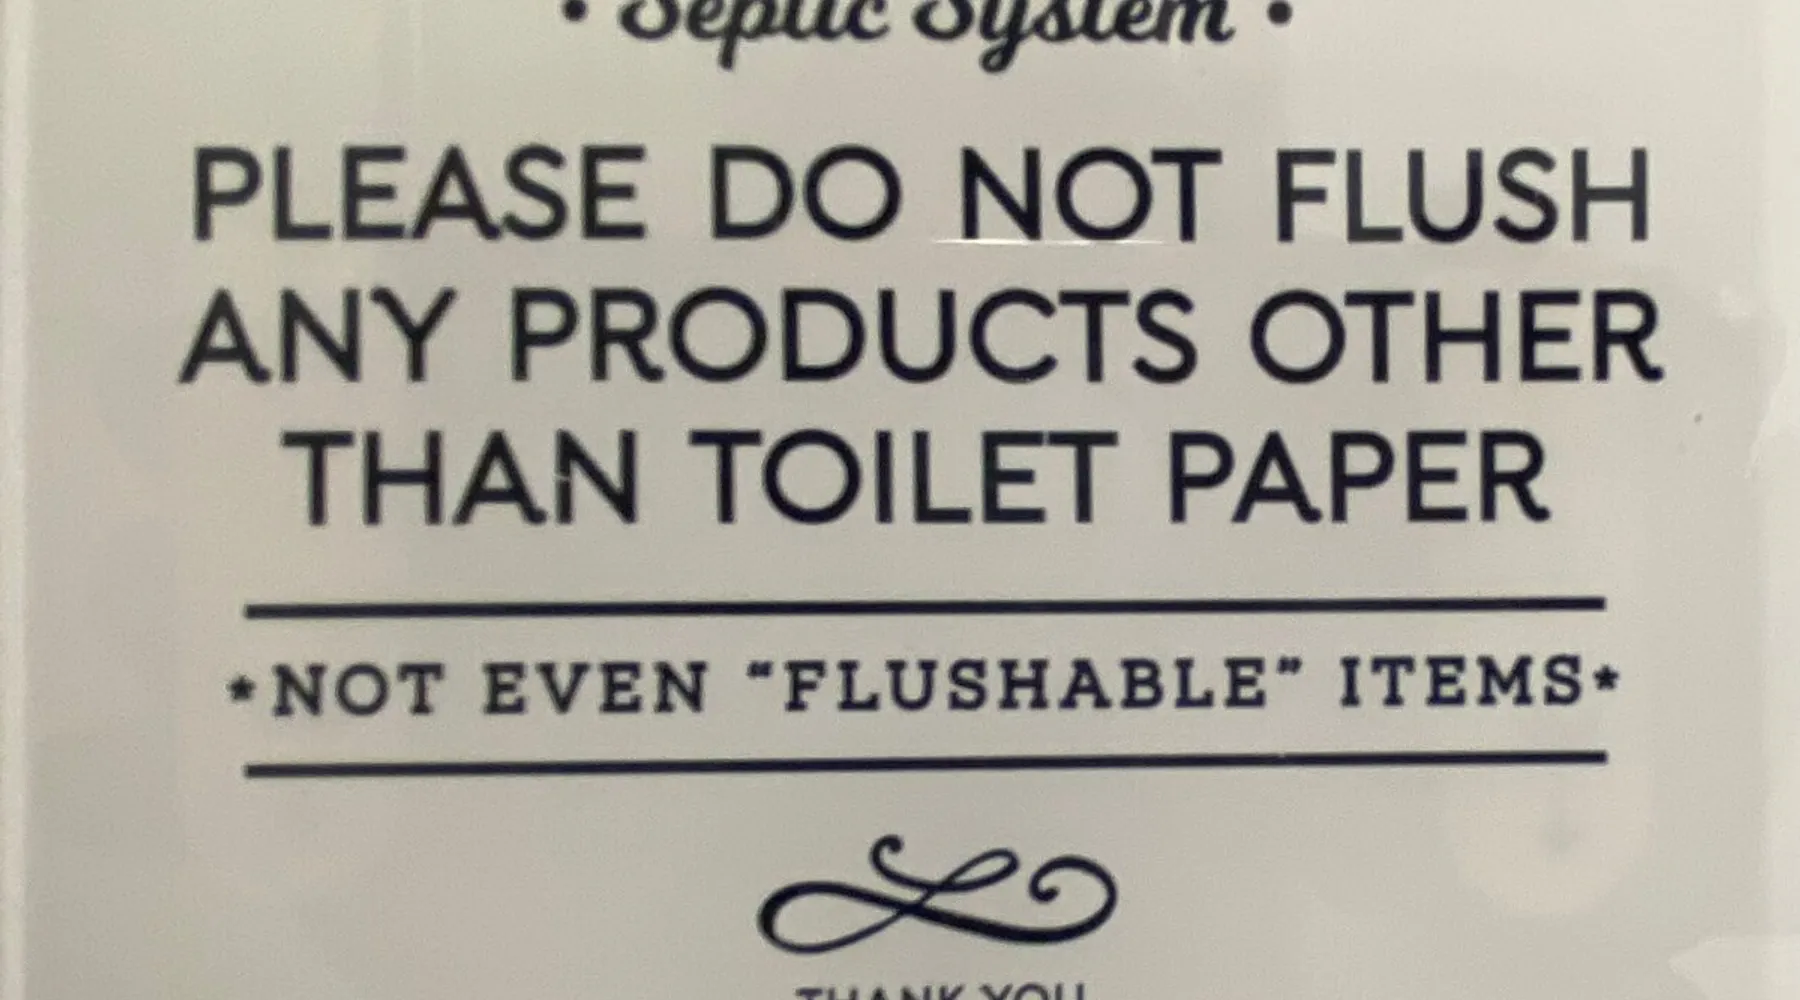 • Septic System •
PLEASE DO NOT FLUSH
ANY PRODUCTS OTHER
THAN TOILET PAPER
*NOT EVEN “FLUSHABLE” ITEMS*
THANK YOU